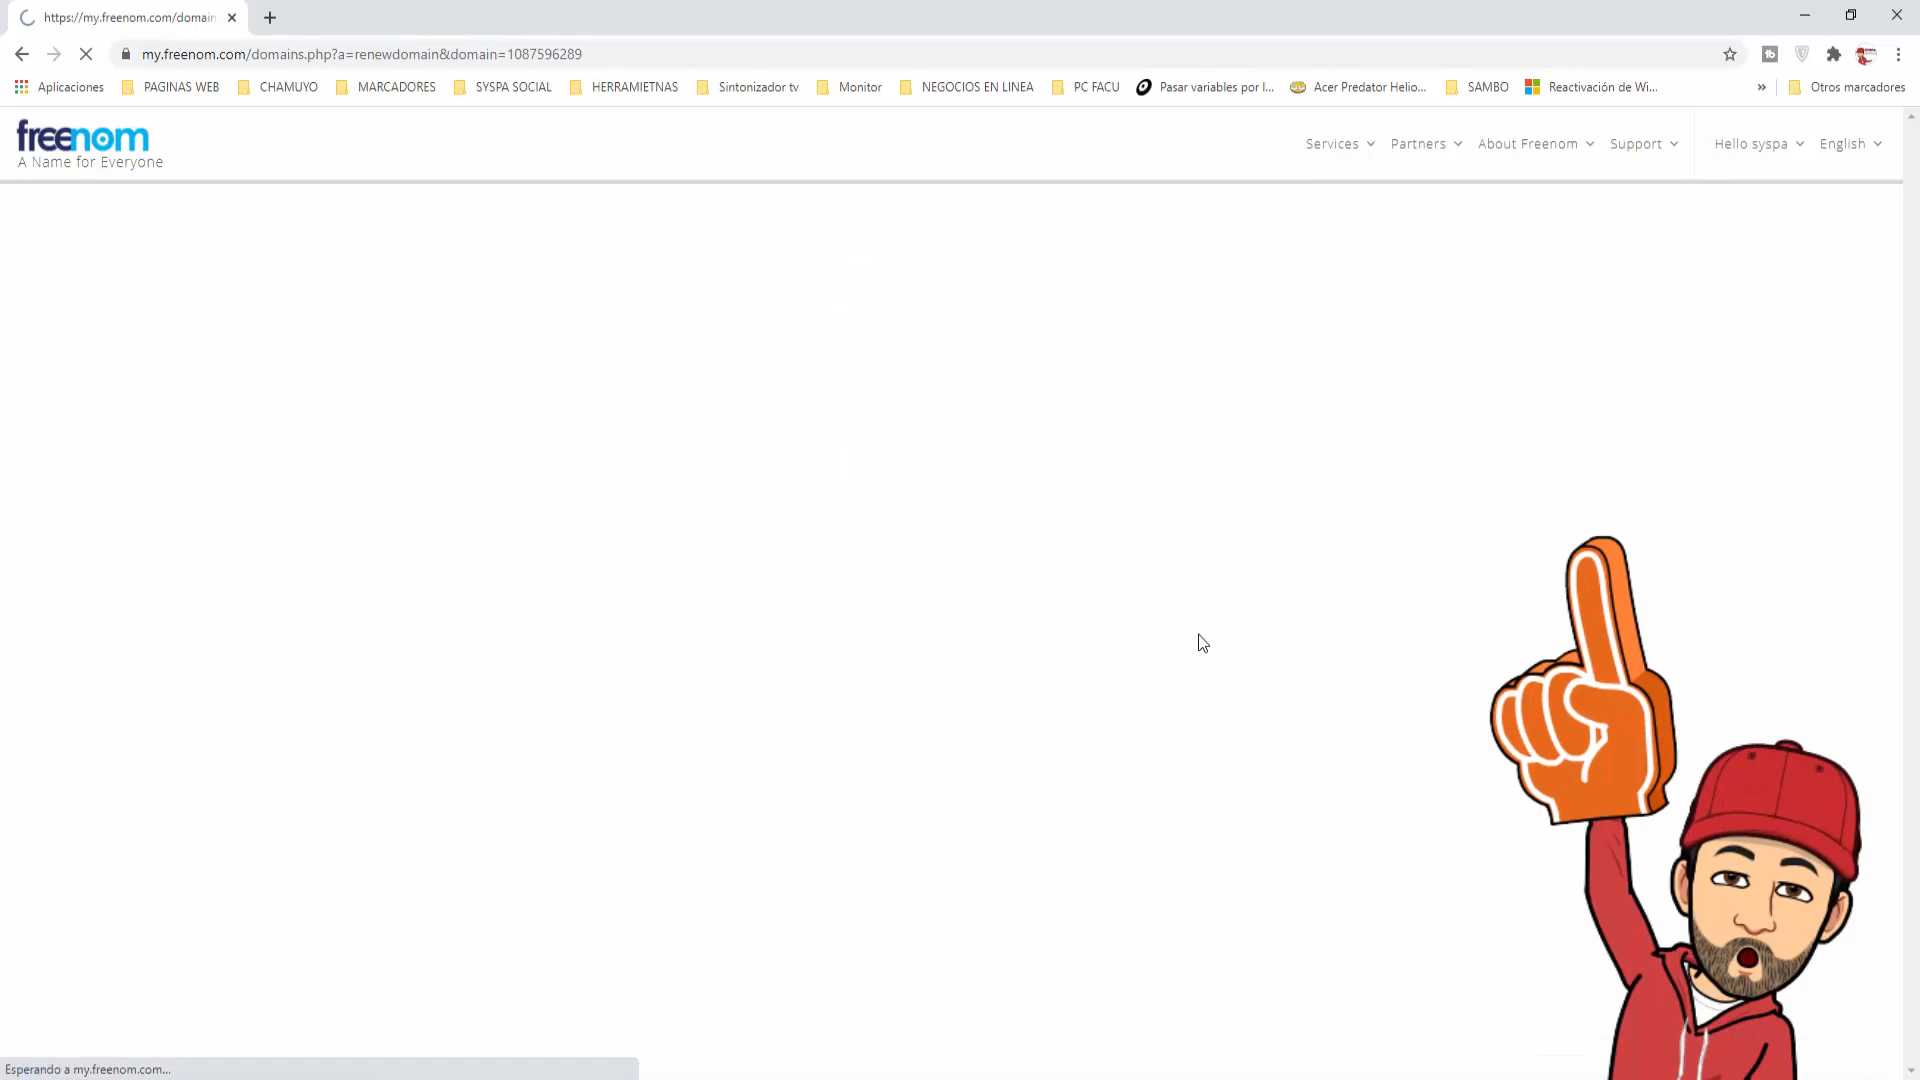 https://my.freenom.com/domain
my.freenom.com/domains.php?a=renewdomain&domain=1087596289
Aplicaciones PAGINAS WEB CHAMUYO MARCADORES SYSPA SOCIAL HERRAMIETNAS Sintonizador tv Monitor NEGOCIOS EN LINEA PC FACU Pasar variables por l... Acer Predator Helio... SAMBO Reactivación de Wi... » Otros marcadores
freenom
A Name for Everyone
Services Partners About Freenom Support Hello syspa English
Esperando a my.freenom.com...